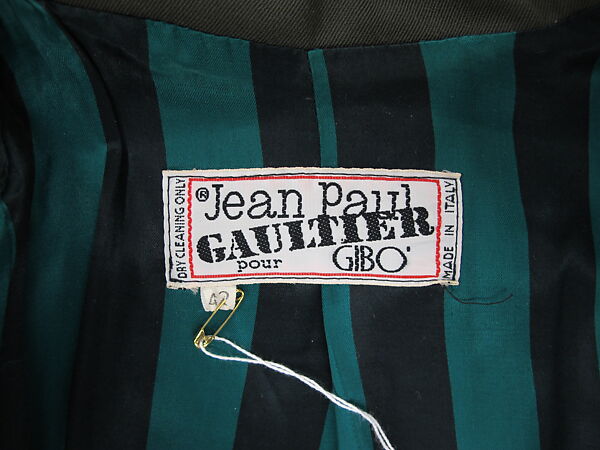 DRY CLEANING ONLY
® Jean Paul
GAULTIER
pour GIBO'
MADE IN ITALY
42